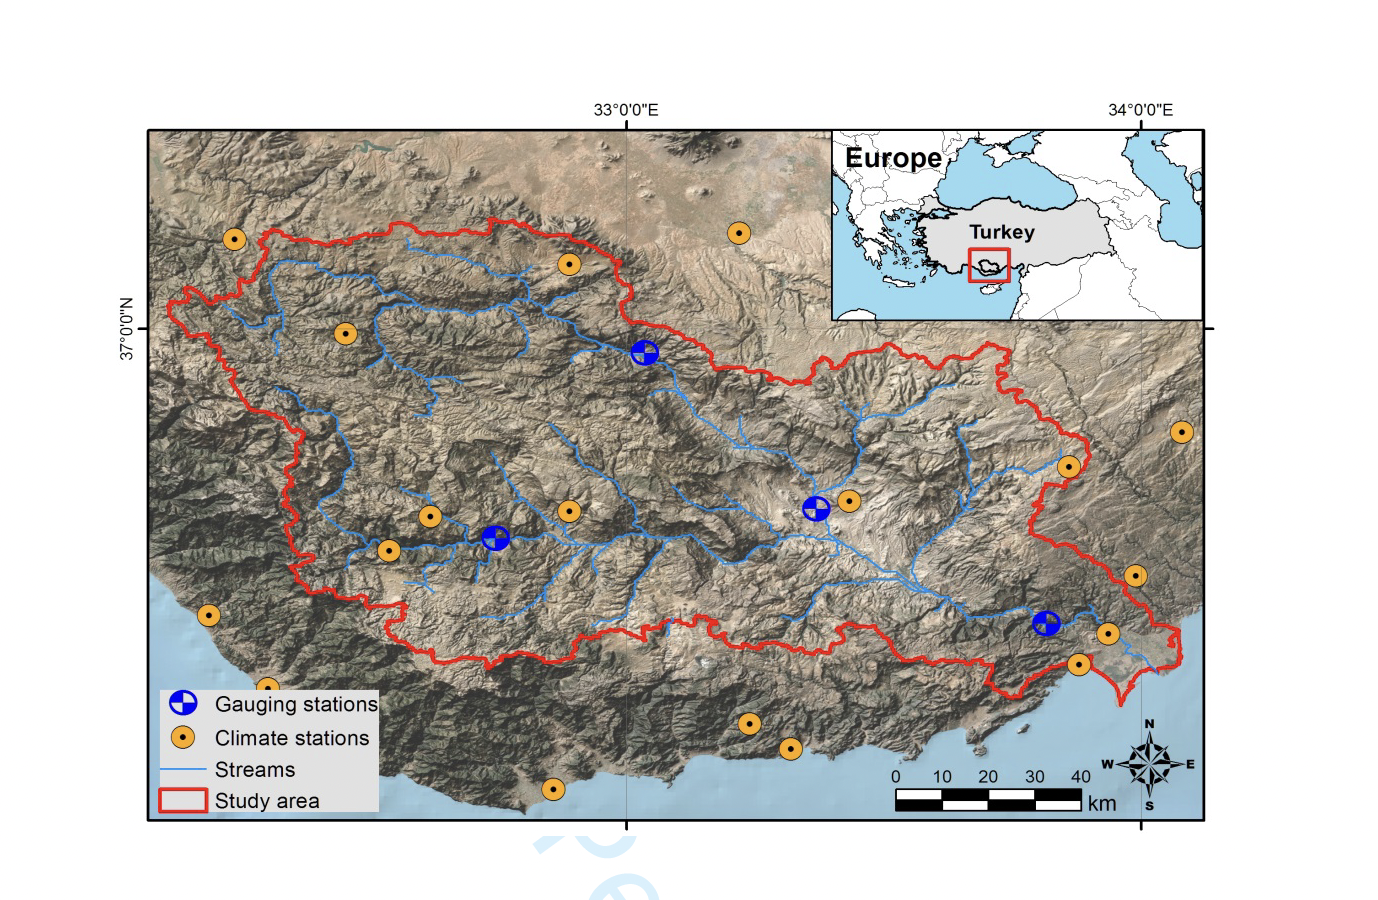 33°0'0"E
34°0'0"E
37°0'0"N
Europe
Turkey
Gauging stations
Climate stations
Streams
Study area
N
W
E
S
0 10 20 30 40
km